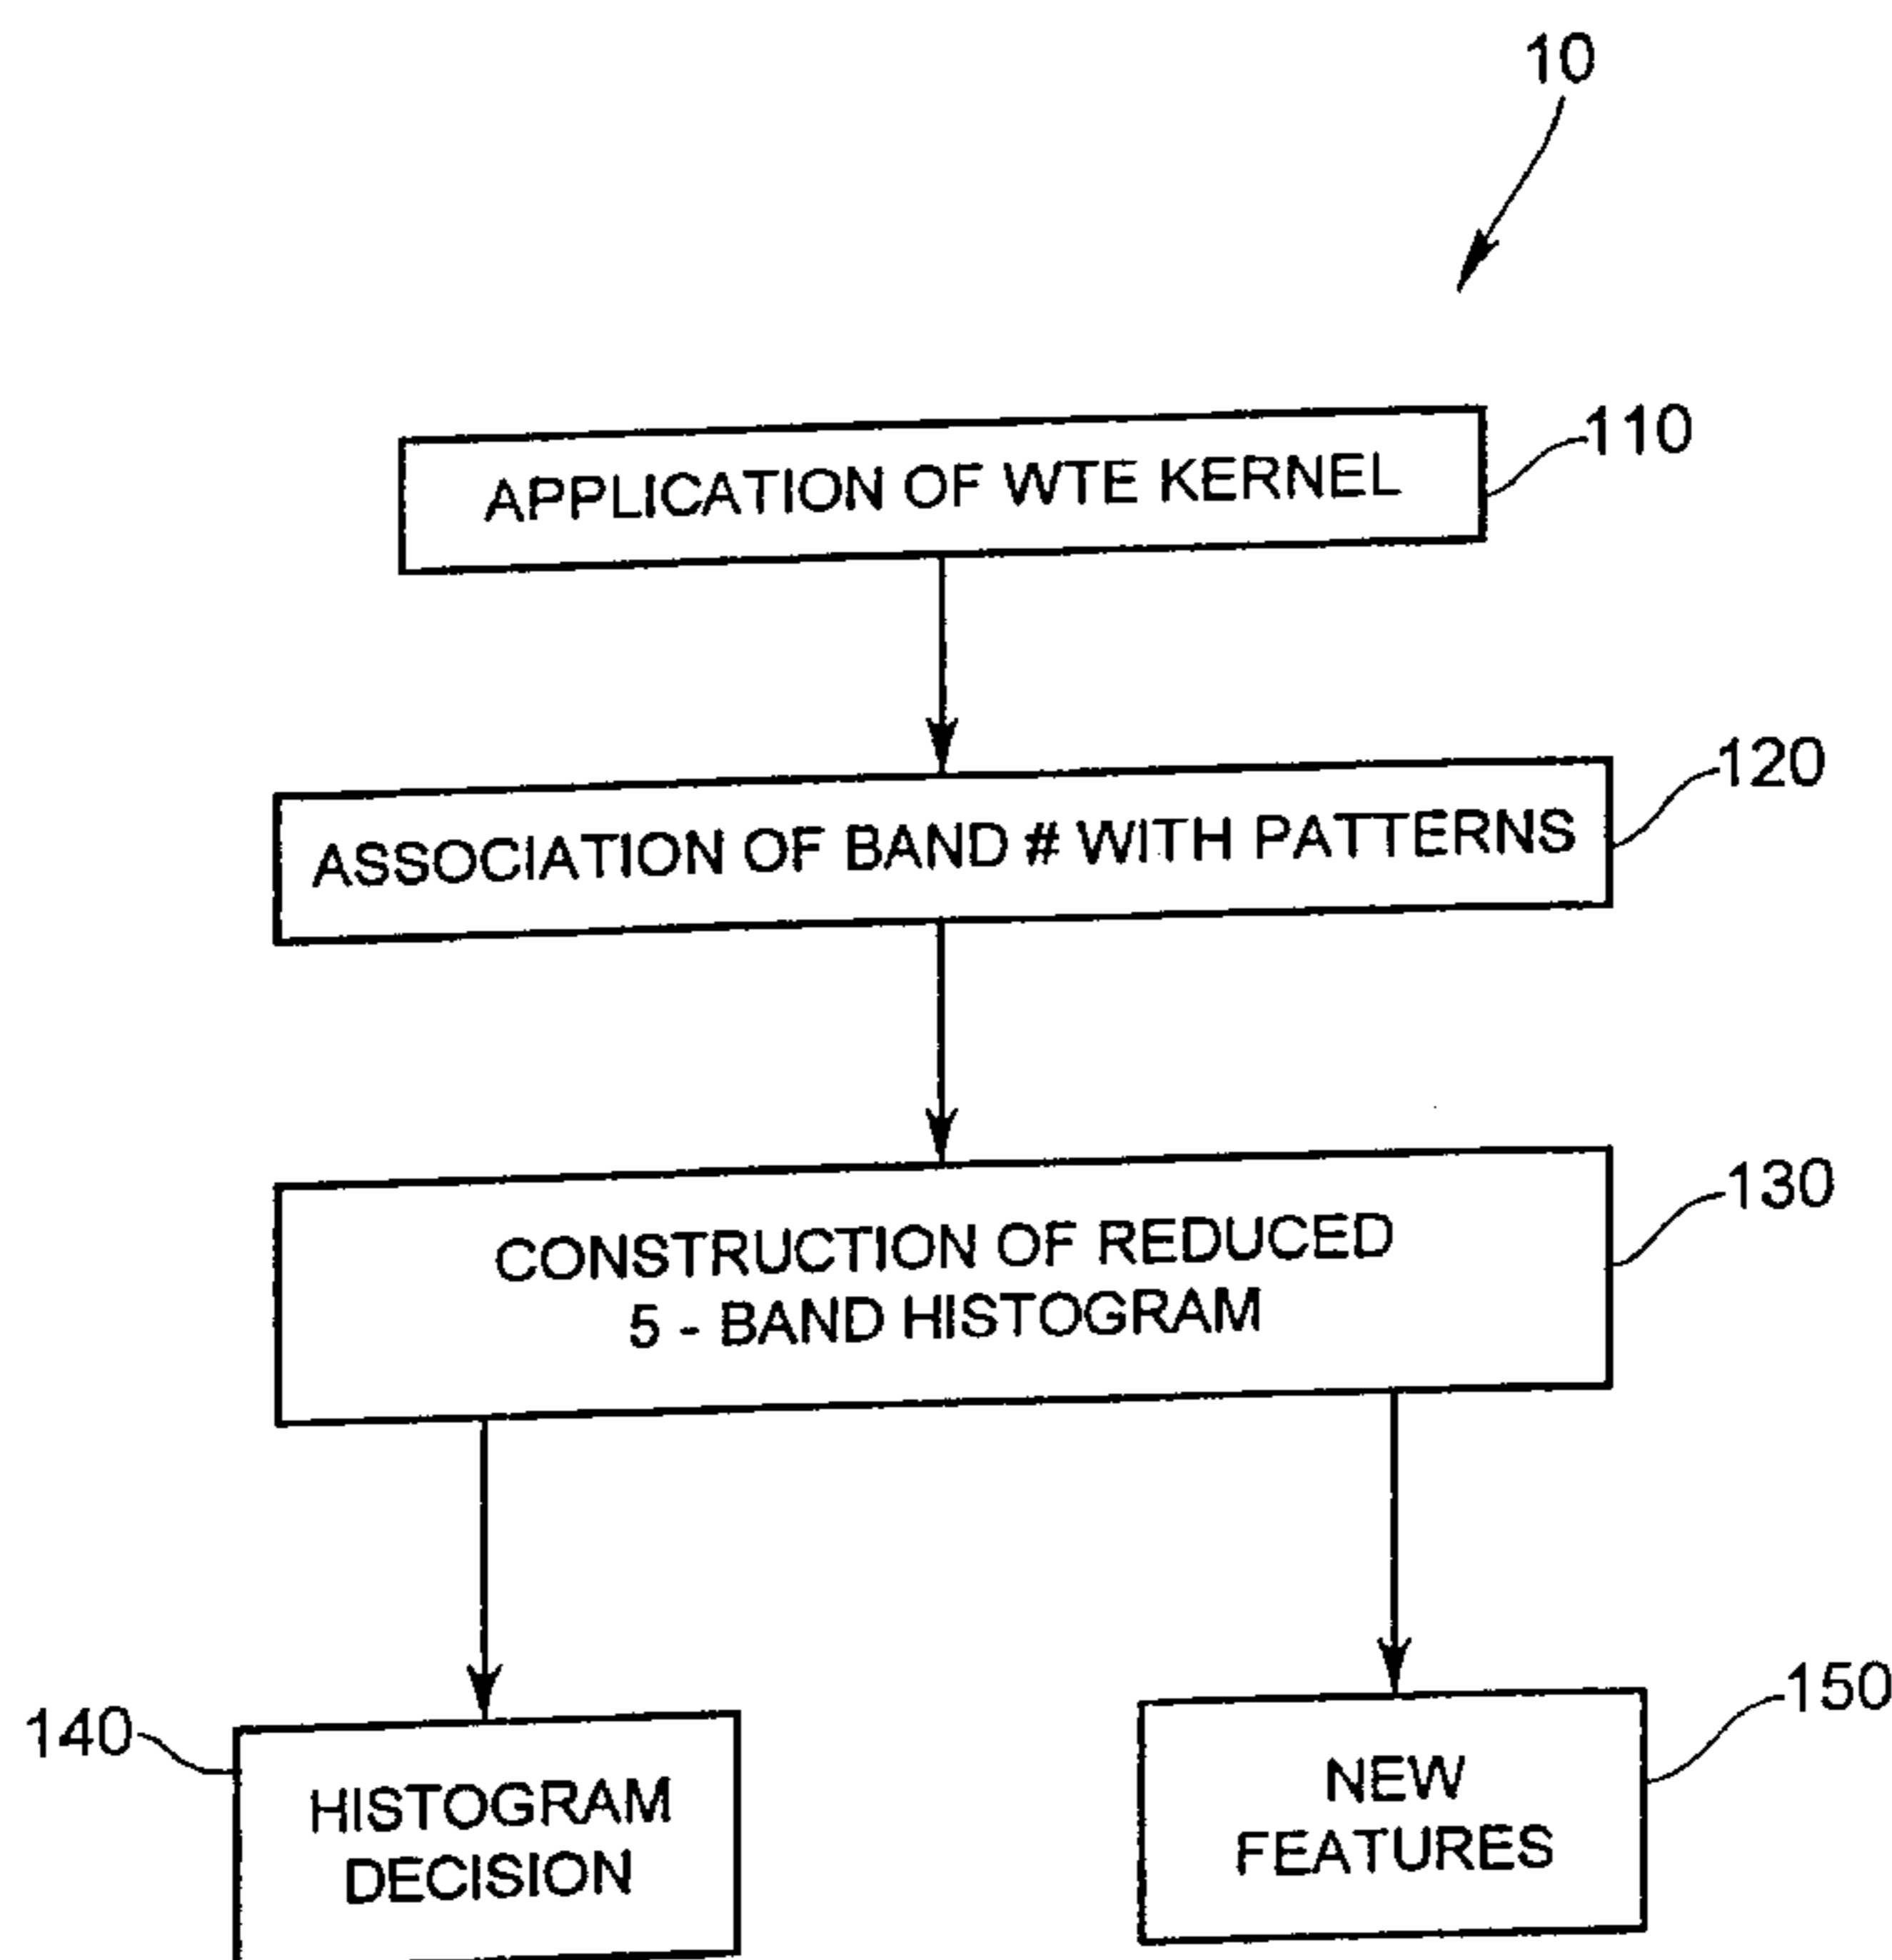 10
APPLICATION OF WTE KERNEL
110
ASSOCIATION OF BAND # WITH PATTERNS
120
CONSTRUCTION OF REDUCED
5 - BAND HISTOGRAM
130
140
HISTOGRAM
DECISION
NEW
FEATURES
150